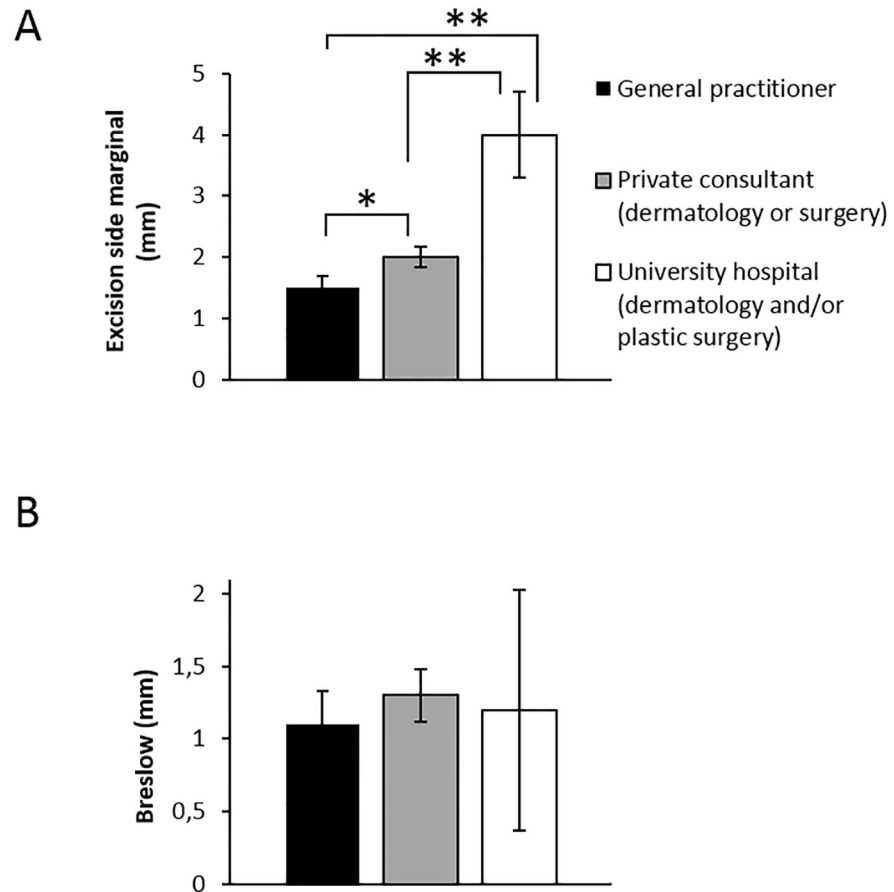 A
**
**
*
Excision side marginal
(mm)
5
4
3
2
1
0
General practitioner
Private consultant
(dermatology or surgery)
University hospital
(dermatology and/or
plastic surgery)
B
Breslow (mm)
2
1,5
1
0,5
0